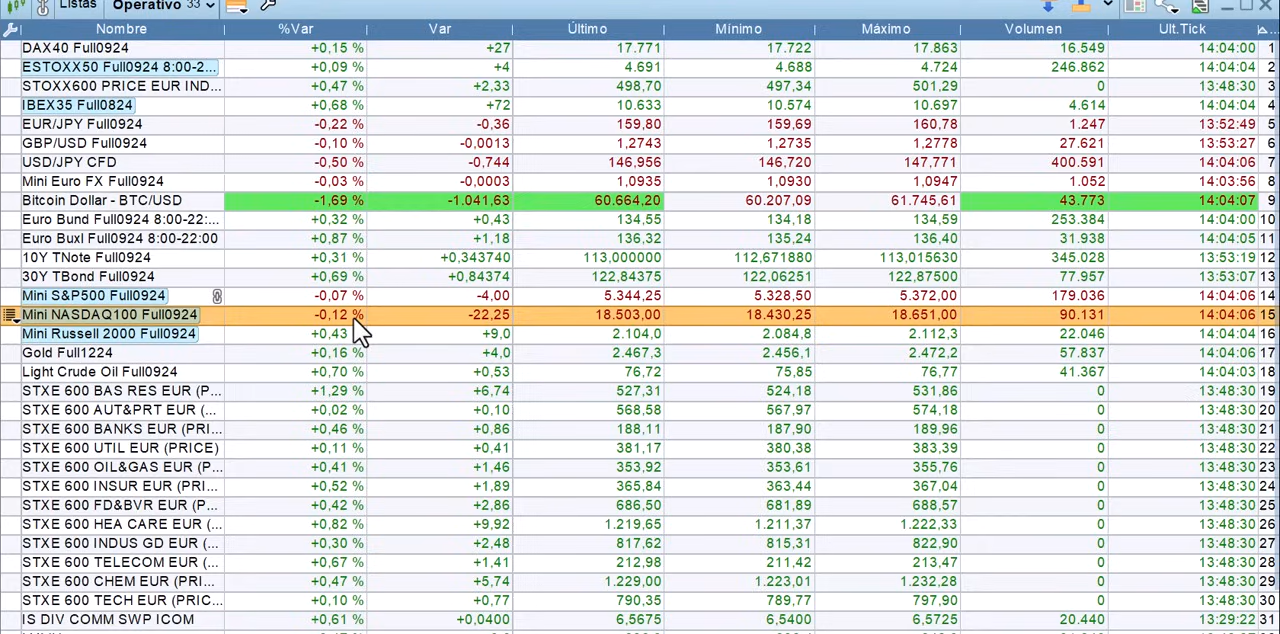 Listas Operativo 33
Nombre %Var Var Último Mínimo Máximo Volumen Ult.Tick
DAX40 Full0924 +0,15 % +27 17.771 17.722 17.863 16.549 14:04:00 1
ESTOXX50 Full0924 8:00-2... +0,09 % +4 4.691 4.688 4.724 246.862 14:04:04 2
STOXX600 PRICE EUR IND... +0,47 % +2,33 498,70 497,34 501,29 0 13:48:30 3
IBEX35 Full0824 +0,68 % +72 10.633 10.574 10.697 4.614 14:04:04 4
EUR/JPY Full0924 -0,22 % -0,36 159,80 159,69 160,78 1.247 13:52:49 5
GBP/USD Full0924 -0,10 % -0,0013 1,2743 1,2735 1,2778 27.621 13:53:27 6
USD/JPY CFD -0,50 % -0,744 146,956 146,720 147,771 400.591 14:04:06 7
Mini Euro FX Full0924 -0,03 % -0,0003 1,0935 1,0930 1,0947 1.052 14:03:56 8
Bitcoin Dollar - BTC/USD -1,69 % -1.041,63 60.664,20 60.207,09 61.745,61 43.773 14:04:07 9
Euro Bund Full0924 8:00-22:... +0,32 % +0,43 134,55 134,18 134,59 253.384 14:04:00 10
Euro Buxl Full0924 8:00-22:00 +0,87 % +1,18 136,32 135,24 136,40 31.938 14:04:05 11
10Y TNote Full0924 +0,31 % +0,343740 113,000000 112,671880 113,015630 345.028 13:53:19 12
30Y TBond Full0924 +0,69 % +0,84374 122,84375 122,06251 122,87500 77.957 13:53:07 13
Mini S&P500 Full0924 -0,07 % -4,00 5.344,25 5.328,50 5.372,00 179.036 14:04:06 14
Mini NASDAQ100 Full0924 -0,12 % -22,25 18.503,00 18.430,25 18.651,00 90.131 14:04:06 15
Mini Russell 2000 Full0924 +0,43 +9,0 2.104,0 2.084,8 2.112,3 22.046 14:04:04 16
Gold Full1224 +0,16 % +4,0 2.467,3 2.456,1 2.472,2 57.837 14:04:06 17
Light Crude Oil Full0924 +0,70 % +0,53 76,72 75,85 76,77 41.367 14:04:03 18
STXE 600 BAS RES EUR (P... +1,29 % +6,74 527,31 524,18 531,86 0 13:48:30 19
STXE 600 AUT&PRT EUR (... +0,02 % +0,10 568,58 567,97 574,18 0 13:48:30 20
STXE 600 BANKS EUR (PRI... +0,46 % +0,86 188,11 187,90 189,96 0 13:48:30 21
STXE 600 UTIL EUR (PRICE) +0,11 % +0,41 381,17 380,38 383,39 0 13:48:30 22
STXE 600 OIL&GAS EUR (P... +0,41 % +1,46 353,92 353,26 355,76 0 13:48:30 23
STXE 600 INSUR EUR (PRI... +0,52 % +1,89 365,84 363,44 367,04 0 13:48:30 24
STXE 600 FD&BVR EUR (P... +0,42 % +2,86 686,50 681,89 688,57 0 13:48:30 25
STXE 600 HEA CARE EUR (... +0,82 % +9,92 1.219,65 1.211,37 1.222,33 0 13:48:30 26
STXE 600 INDUS GD EUR (... +0,30 % +2,48 817,62 815,31 822,90 0 13:48:30 27
STXE 600 TELECOM EUR (... +0,67 % +1,41 212,98 211,42 213,47 0 13:48:30 28
STXE 600 CHEM EUR (PRI... +0,47 % +5,74 1.229,00 1.223,01 1.232,28 0 13:48:30 29
STXE 600 TECH EUR (PRIC... +0,10 % +0,77 790,35 789,77 797,90 0 13:48:30 30
IS DIV COMM SWP ICOM +0,61 % +0,0400 6,5675 6,5400 6,5725 20.440 13:29:22 31